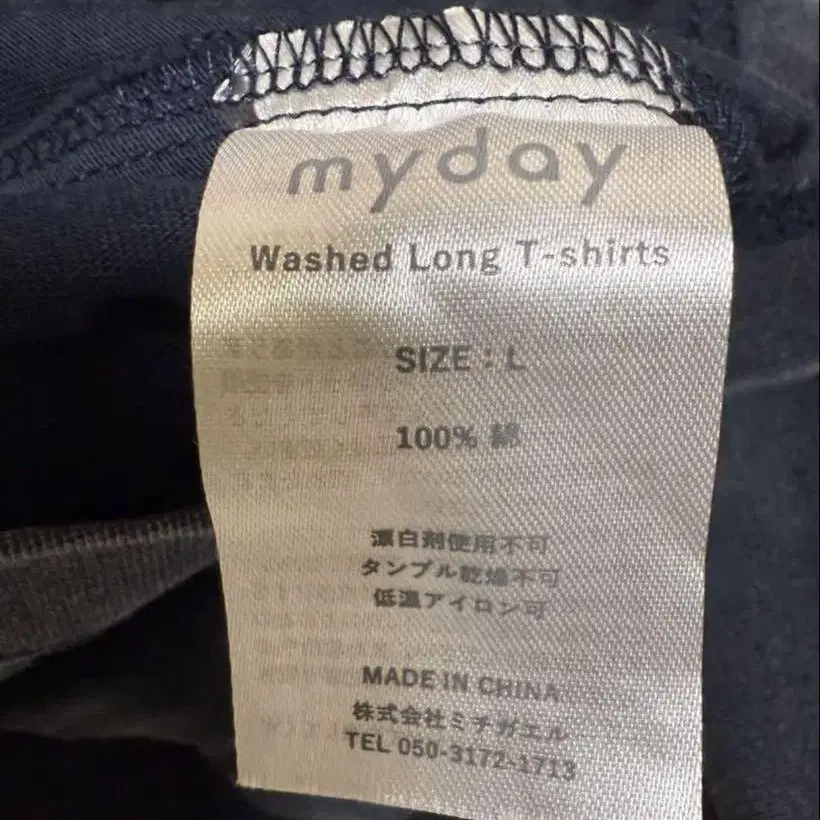 myday
Washed Long T-shirts
SIZE : L
100% 綿
漂白剤使用不可
タンブル乾燥不可
低温アイロン可
MADE IN CHINA
株式会社ミチガエル
TEL 050-3172-1713